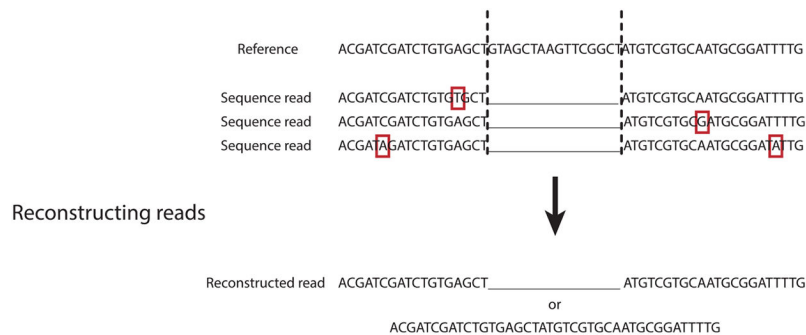 Reference ACGATCGATCTGTGAGCTGTAGCTAAGTTCGGCTATGTCGTGCAATGCGGATTTTG
Sequence read ACGATCGATCTGTGTGCT ATGTCGTGCAATGCGGATTTTG
Sequence read ACGATCGATCTGTGAGCT ATGTCGTGCGATGCGGATTTTG
Sequence read ACGATAGATCTGTGAGCT ATGTCGTGCAATGCGGATATTG
Reconstructing reads
Reconstructed read ACGATCGATCTGTGAGCT ATGTCGTGCAATGCGGATTTTG
or
ACGATCGATCTGTGAGCTATGTCGTGCAATGCGGATTTTG